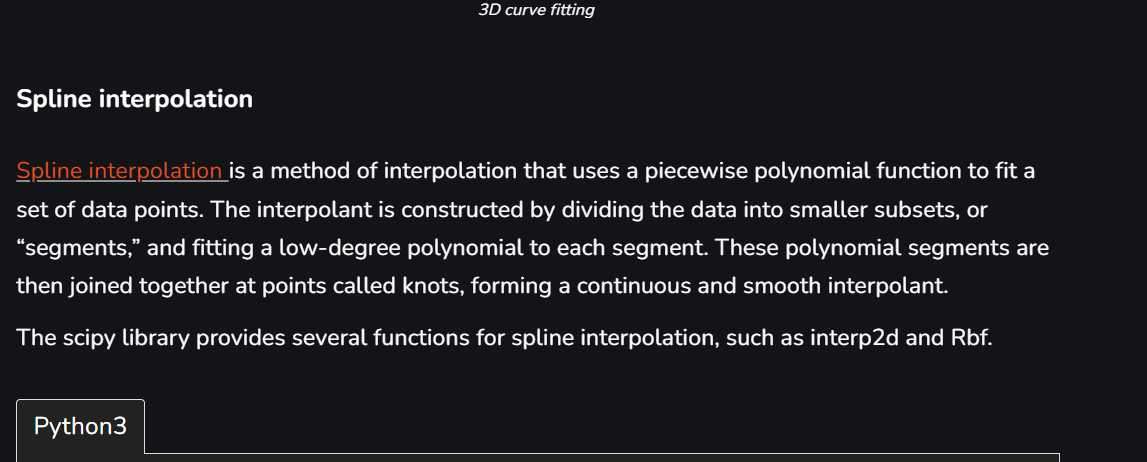 3D curve fitting
Spline interpolation
Spline interpolation is a method of interpolation that uses a piecewise polynomial function to fit a
set of data points. The interpolant is constructed by dividing the data into smaller subsets, or
“segments,” and fitting a low-degree polynomial to each segment. These polynomial segments are
then joined together at points called knots, forming a continuous and smooth interpolant.
The scipy library provides several functions for spline interpolation, such as interp2d and Rbf.
Python3